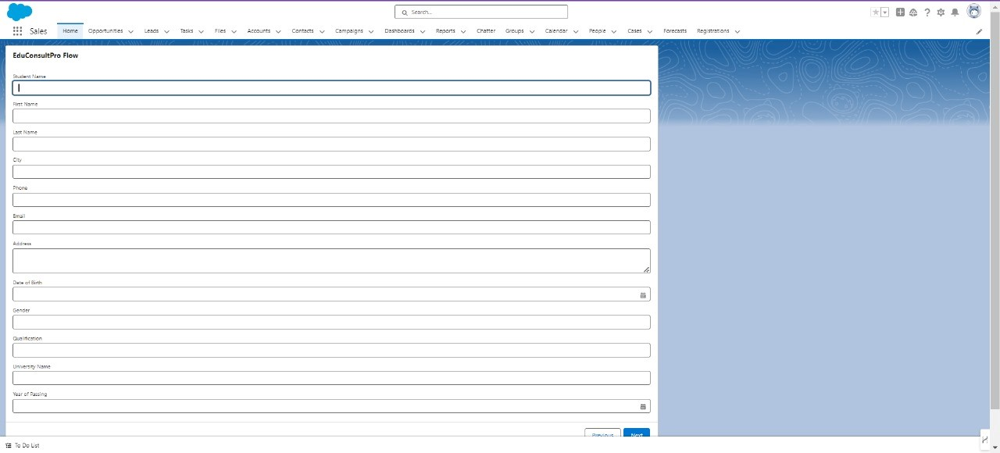 Search...
Sales Home Opportunities Leads Tasks Files Accounts Contacts Campaigns Dashboards Reports Chatter Groups Calendar People Cases Forecasts Registrations
EduConsultPro Flow
Student Name
First Name
Last Name
City
Phone
Email
Address
Date of Birth
Gender
Qualification
University Name
Year of Passing
Previous Next
To Do List